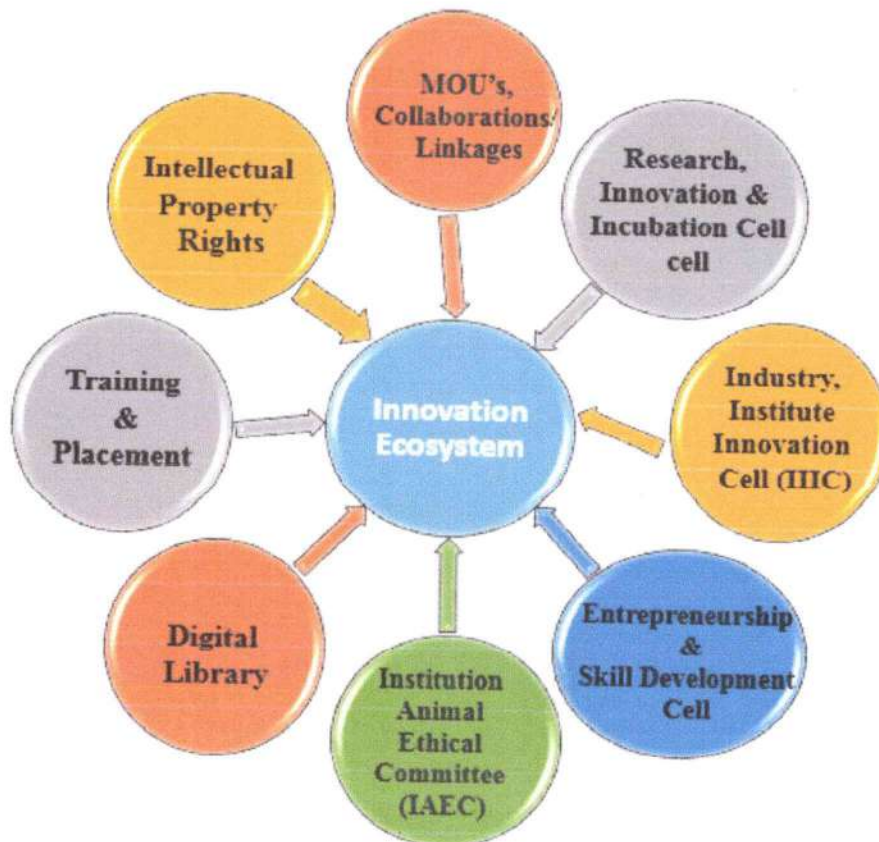 MOU's,
Collaborations/
Linkages
Research,
Innovation &
Incubation Cell
cell
Industry,
Institute
Innovation
Cell (IIIC)
Entrepreneurship
&
Skill Development
Cell
Institution
Animal
Ethical
Committee
(IAEC)
Digital
Library
Training
&
Placement
Intellectual
Property
Rights
Innovation
Ecosystem